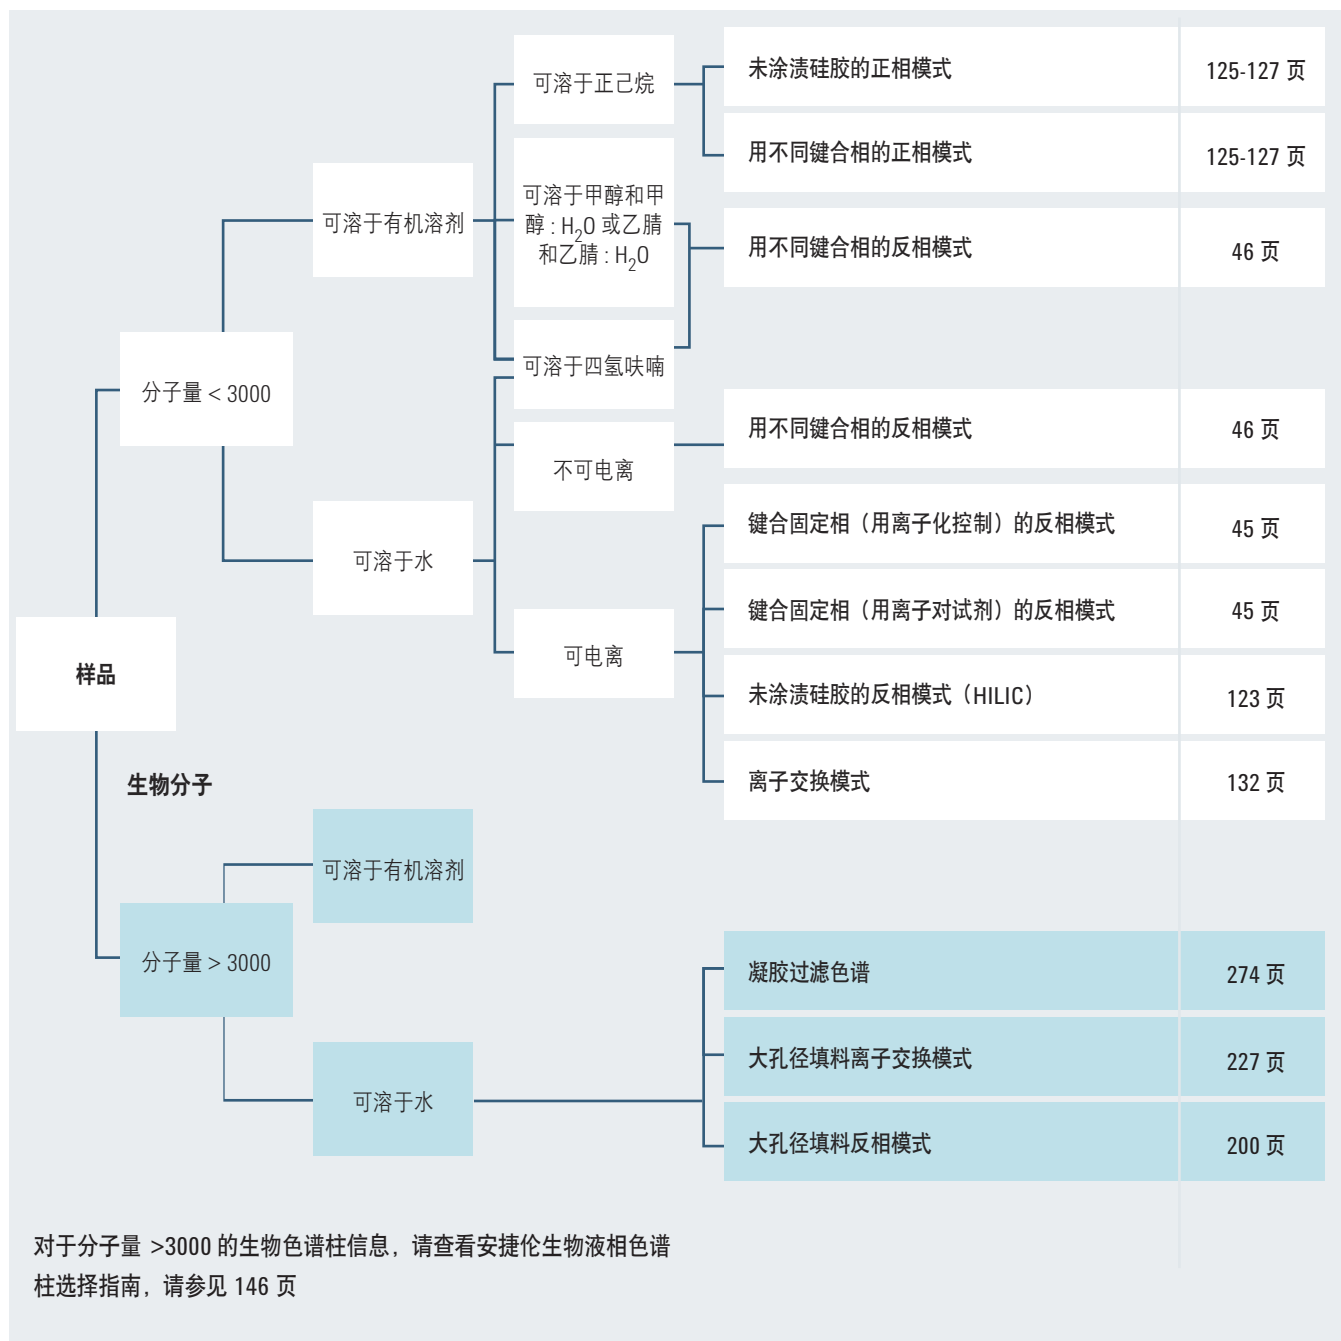 可溶于正己烷
未涂渍硅胶的正相模式
125-127 页
用不同键合相的正相模式
125-127 页
可溶于有机溶剂
可溶于甲醇和甲
醇 : H₂O 或乙腈
和乙腈 : H₂O
用不同键合相的反相模式
46 页
可溶于四氢呋喃
分子量 < 3000
不可电离
用不同键合相的反相模式
46 页
可溶于水
键合固定相（用离子化控制）的反相模式
45 页
键合固定相（用离子对试剂）的反相模式
45 页
可电离
未涂渍硅胶的反相模式（HILIC）
123 页
离子交换模式
132 页
样品
生物分子
可溶于有机溶剂
分子量 > 3000
凝胶过滤色谱
274 页
大孔径填料离子交换模式
227 页
可溶于水
大孔径填料反相模式
200 页
对于分子量 >3000 的生物色谱柱信息，请查看安捷伦生物液相色谱
柱选择指南，请参见 146 页